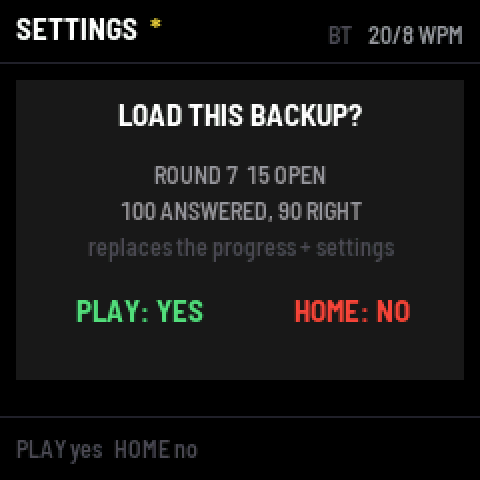 SETTINGS *
BT 20/8 WPM
LOAD THIS BACKUP?
ROUND 7 15 OPEN
100 ANSWERED, 90 RIGHT
replaces the progress + settings
PLAY: YES HOME: NO
PLAY yes HOME no